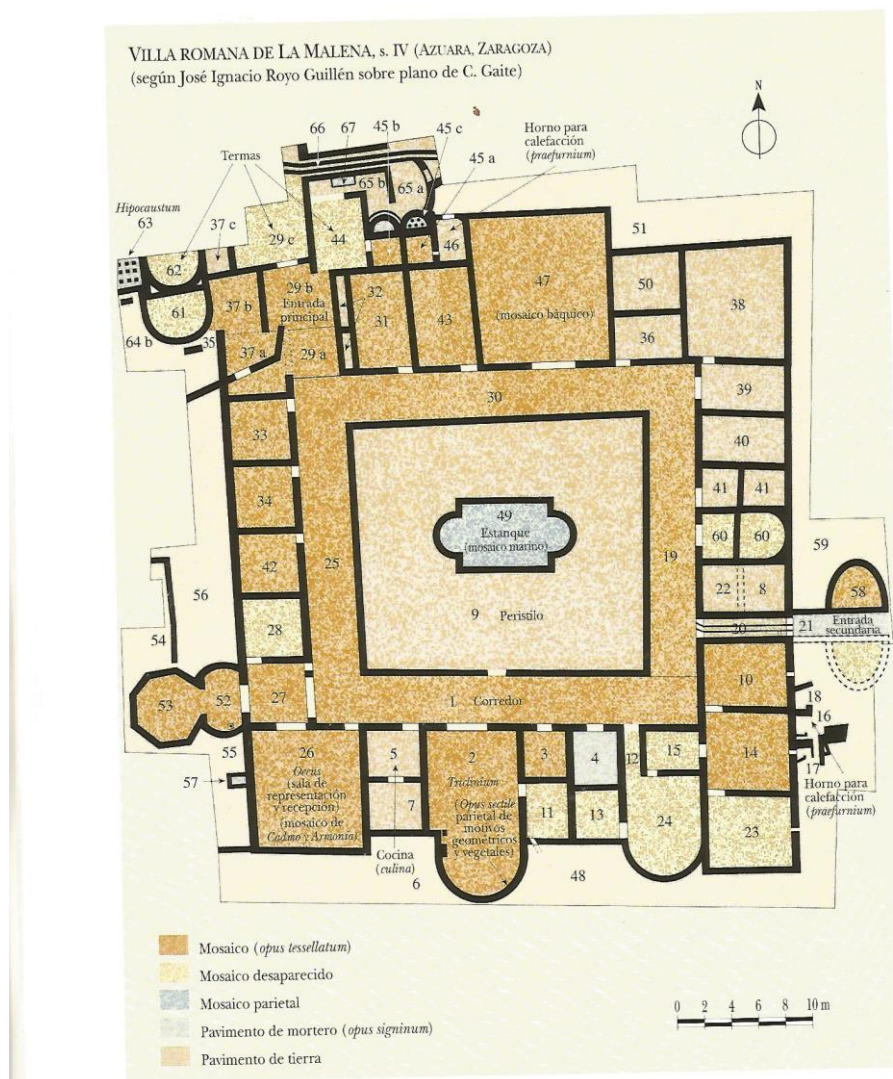 VILLA ROMANA DE LA MALENA, s. IV (AZUARA, ZARAGOZA)
(según José Ignacio Royo Guillén sobre plano de C. Gaite)
N
66
67
45 b
45 c
45 a
Horno para
calefacción
(praefurnium)
Termas
Hipocaustum
63
37 c
29 c
44
65 b
65 a
46
51
62
61
64 b
35
37 b
37 a
29 b
Entrada
principal
29 a
32
31
43
47
(mosaico báquico)
50
36
38
30
39
33
40
34
41
41
49
Estanque
(mosaico marino)
60
60
59
42
25
19
56
22
8
58
54
28
9 Peristilo
20
21
Entrada
secundaria
53
52
27
1 Corredor
10
18
16
55
57
26
Oecus
(sala de
representación
y recepción)
(mosaico de
Cadmo y Armonía)
5
7
2
Triclinium
(Opus sectile
parietal de
motivos
geométricos
y vegetales)
3
4
12
15
14
17
11
13
24
23
Horno para
calefacción
(praefurnium)
Cocina
(culina)
6
48
Mosaico (opus tessellatum)
Mosaico desaparecido
Mosaico parietal
Pavimento de mortero (opus signinum)
Pavimento de tierra
0 2 4 6 8 10 m